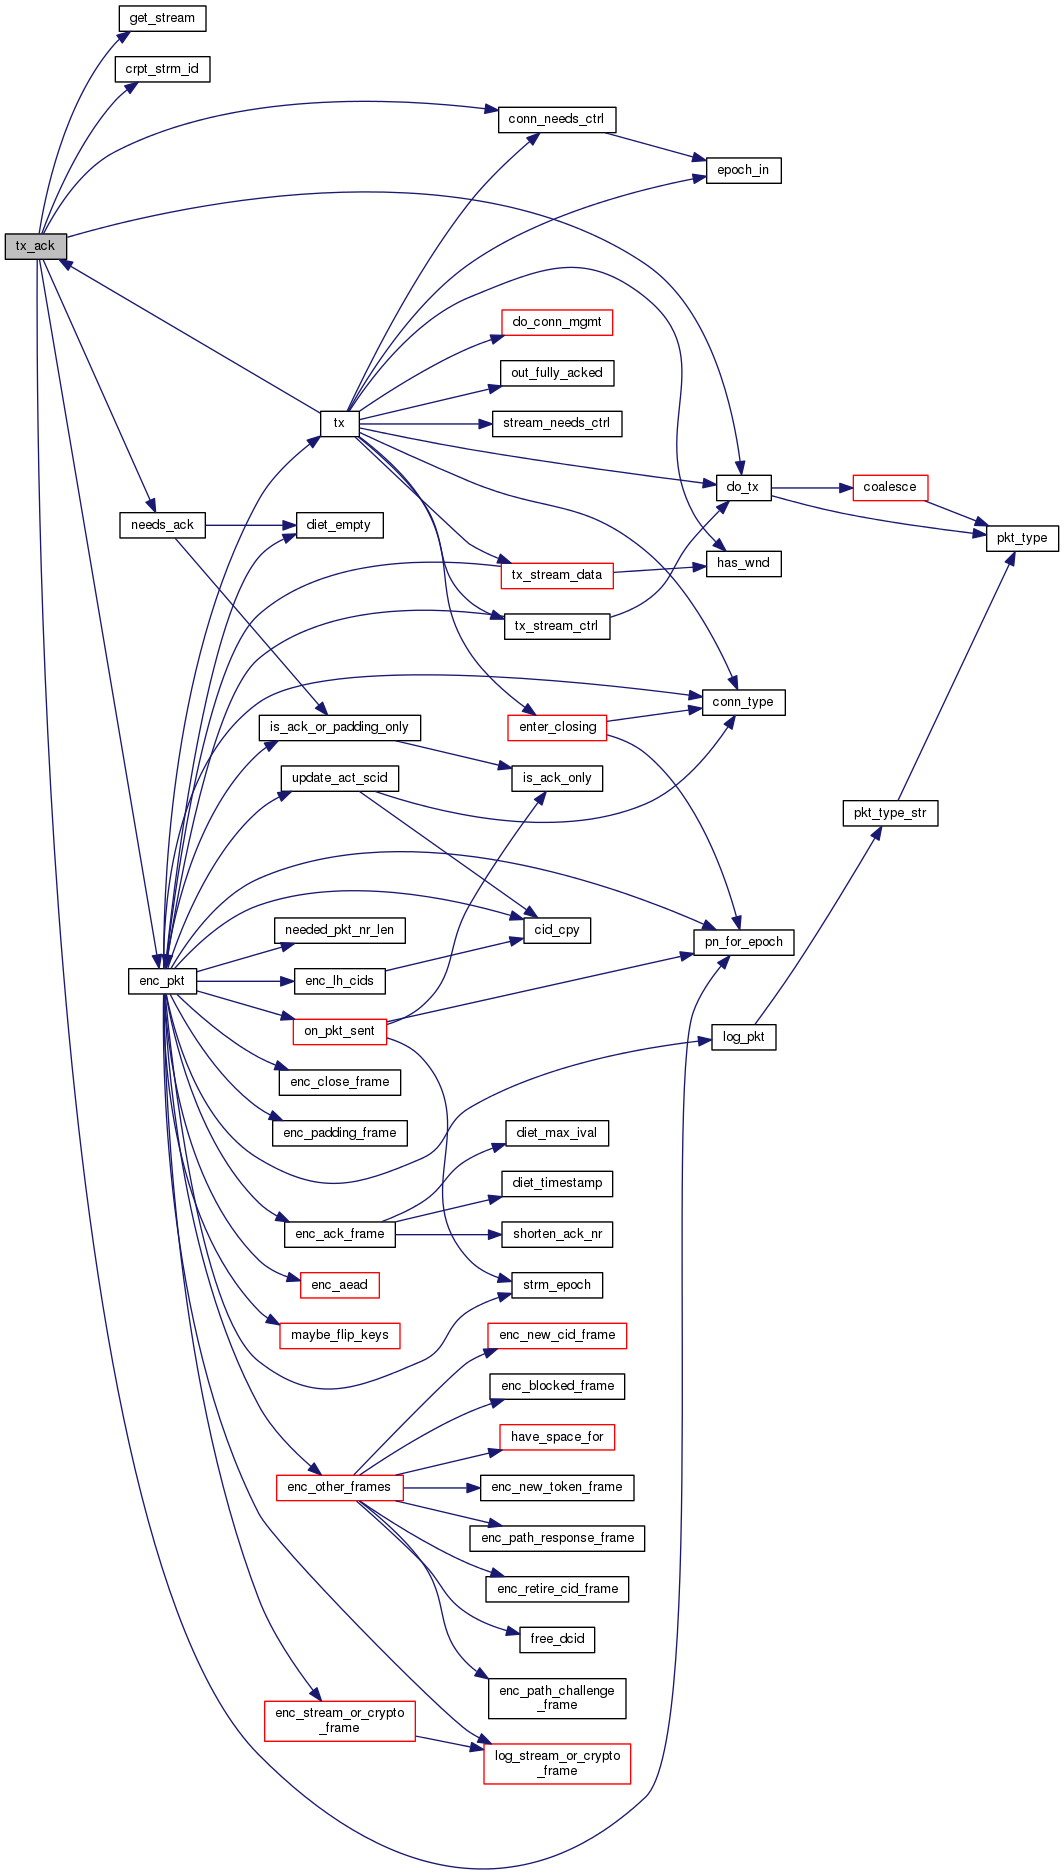 get_stream
crpt_strm_id
conn_needs_ctrl
epoch_in
tx_ack
do_conn_mgmt
out_fully_acked
tx
stream_needs_ctrl
do_tx
coalesce
needs_ack
diet_empty
pkt_type
has_wnd
tx_stream_data
tx_stream_ctrl
conn_type
is_ack_or_padding_only
enter_closing
update_act_scid
is_ack_only
pkt_type_str
needed_pkt_nr_len
cid_cpy
pn_for_epoch
enc_pkt
enc_lh_cids
on_pkt_sent
log_pkt
enc_close_frame
enc_padding_frame
diet_max_ival
diet_timestamp
enc_ack_frame
shorten_ack_nr
enc_aead
strm_epoch
maybe_flip_keys
enc_new_cid_frame
enc_blocked_frame
have_space_for
enc_other_frames
enc_new_token_frame
enc_path_response_frame
enc_retire_cid_frame
free_dcid
enc_path_challenge
_frame
enc_stream_or_crypto
_frame
log_stream_or_crypto
_frame